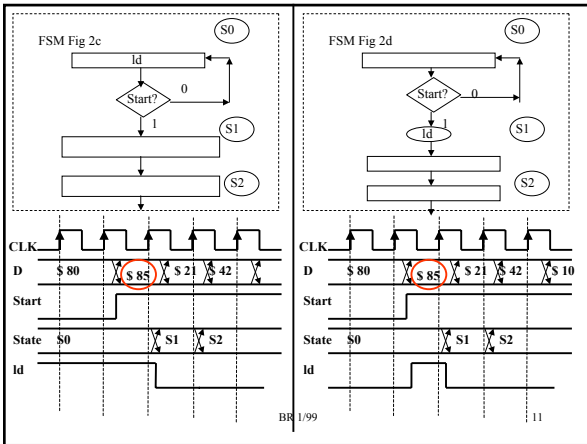 FSM Fig 2c
S0
ld
Start?
0
1
S1
S2
CLK
D
$ 80
$ 85
$ 21
$ 42
Start
State
S0
S1
S2
ld
FSM Fig 2d
S0
Start?
0
1
ld
S1
S2
CLK
D
$ 80
$ 85
$ 21
$ 42
$ 10
Start
State
S0
S1
S2
ld
BR 1/99
11